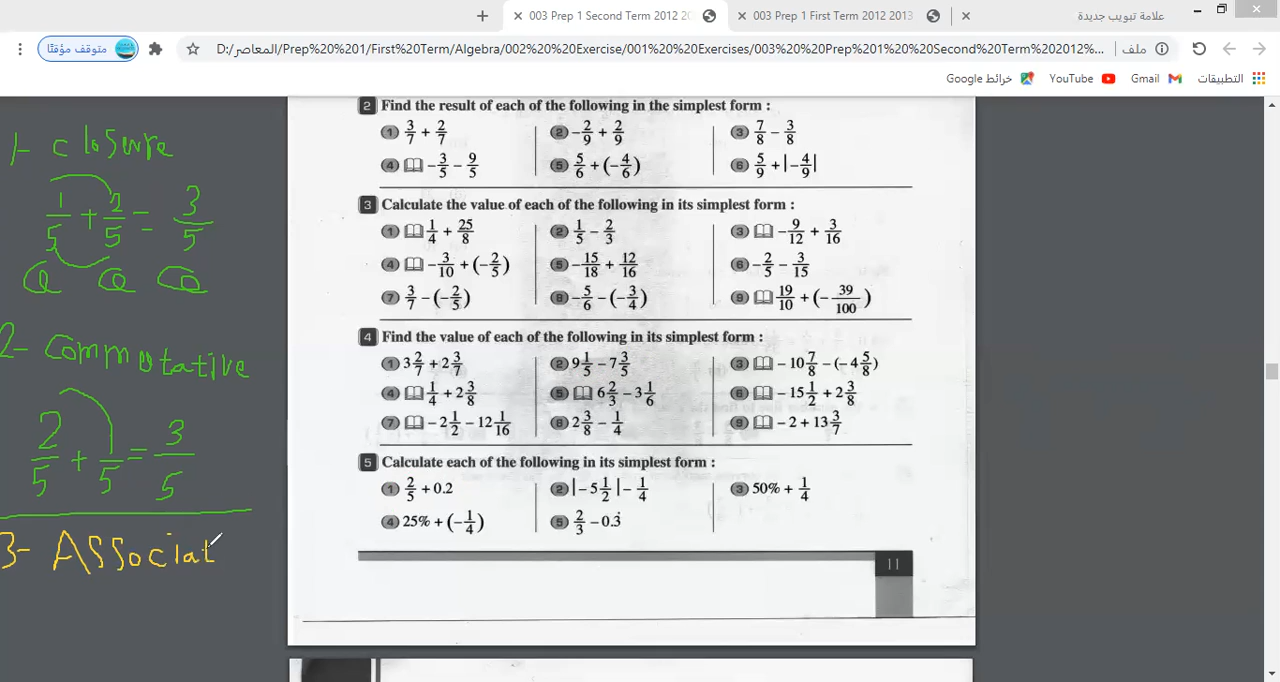 003 Prep 1 Second Term 2012 20
003 Prep 1 First Term 2012 2013
علامة تبويب جديدة
متوقف مؤقتًا
D:/المعاصر/Prep%20%201/First%20Term/Algebra/002%20%20Exercise/001%20%20Exercises/0
ملف
خرائط Google
YouTube
Gmail
التطبيقات
1- closure
1/5 + 2/5 = 3/5
Q Q Q
2- Commutative
2/5 + 1/5 = 3/5
3- Associat
2 Find the result of each of the following in the simplest form :
1 3/7 + 2/7 2 -2/9 + 2/9 3 7/8 - 3/8
4 -3/5 - 9/5 5 5/6 + (-4/6) 6 5/9 + |-4/9|
3 Calculate the value of each of the following in its simplest form :
1 1/4 + 25/8 2 1/5 - 2/3 3 -9/12 + 3/16
4 -3/10 + (-2/5) 5 -15/18 + 12/16 6 -2/5 - 3/15
7 3/7 - (-2/5) 8 -5/6 - (-3/4) 9 19/10 + (-39/100)
4 Find the value of each of the following in its simplest form :
1 3 2/7 + 2 3/7 2 9 1/5 - 7 3/5 3 -10 7/8 - (-4 5/8)
4 1/4 + 2 3/8 5 6 2/3 - 3 1/6 6 -15 1/2 + 2 3/8
7 -2 1/2 - 12 1/16 8 2 3/8 - 1/4 9 -2 + 13 3/7
5 Calculate each of the following in its simplest form :
1 2/5 + 0.2 2 |-5 1/2| - 1/4 3 50% + 1/4
4 25% + (-1/4) 5 2/3 - 0.3̇
11